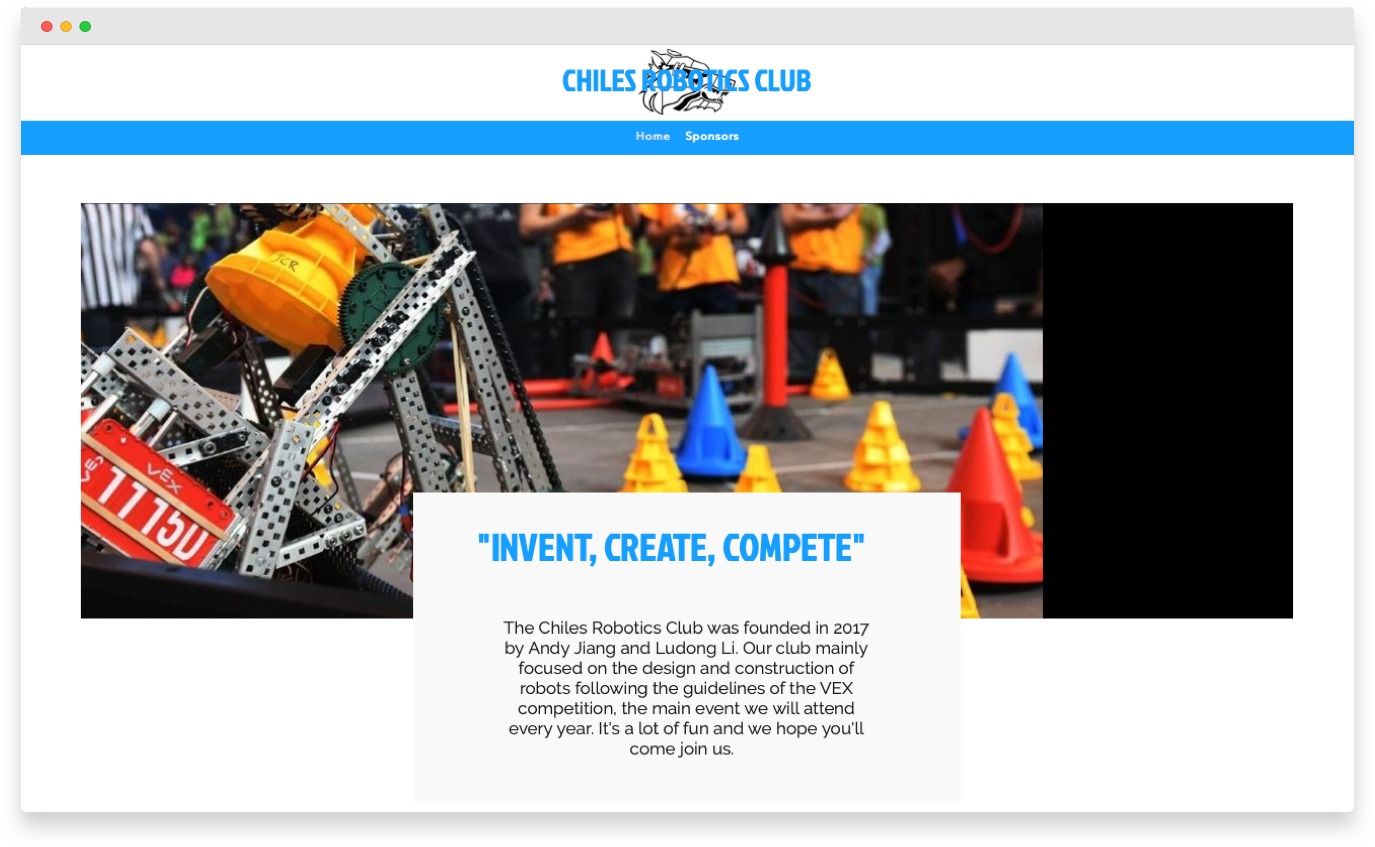 CHILES ROBOTICS CLUB
Home Sponsors
JCR
VEX
1115D
"INVENT, CREATE, COMPETE"
The Chiles Robotics Club was founded in 2017
by Andy Jiang and Ludong Li. Our club mainly
focused on the design and construction of
robots following the guidelines of the VEX
competition, the main event we will attend
every year. It's a lot of fun and we hope you'll
come join us.